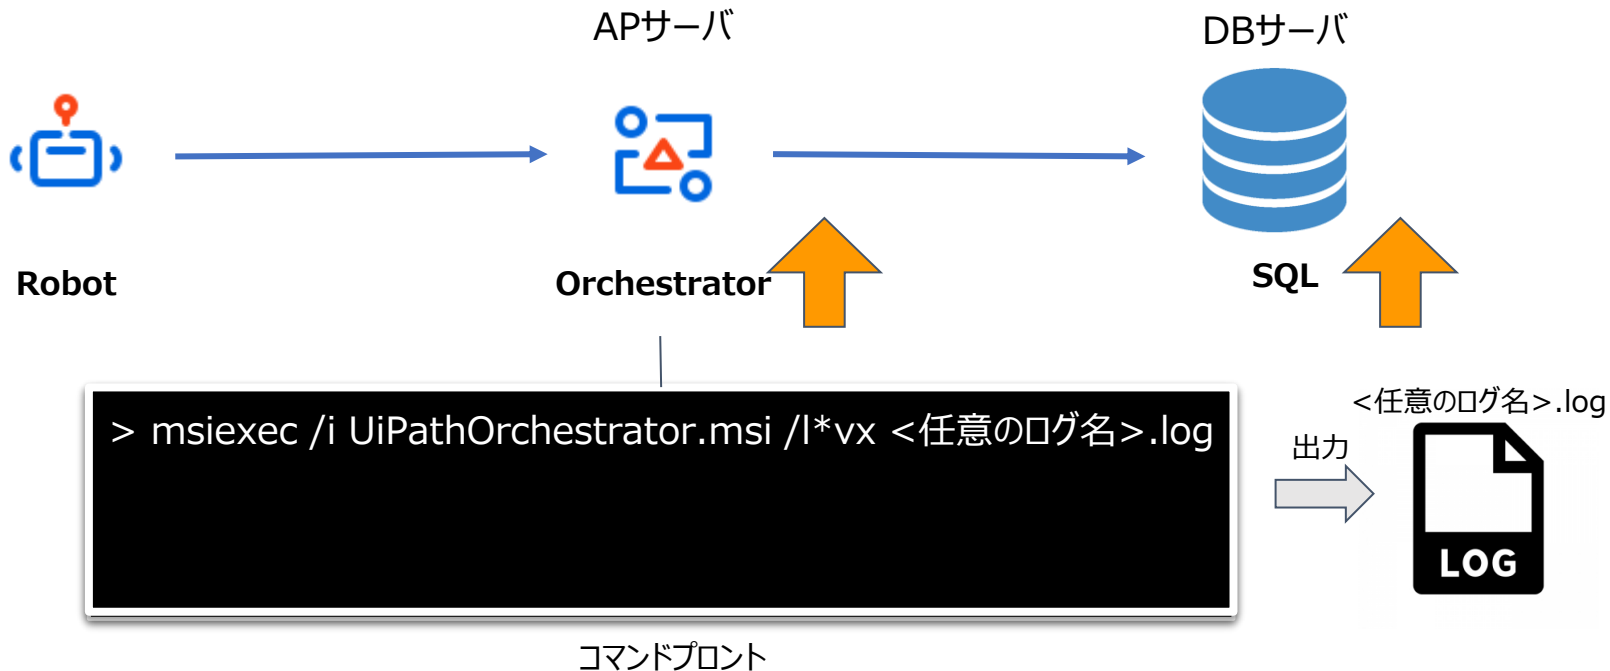 APサーバ
DBサーバ
Robot
Orchestrator
SQL
> msiexec /i UiPathOrchestrator.msi /l*vx <任意のログ名>.log
<任意のログ名>.log
出力
LOG
コマンドプロント